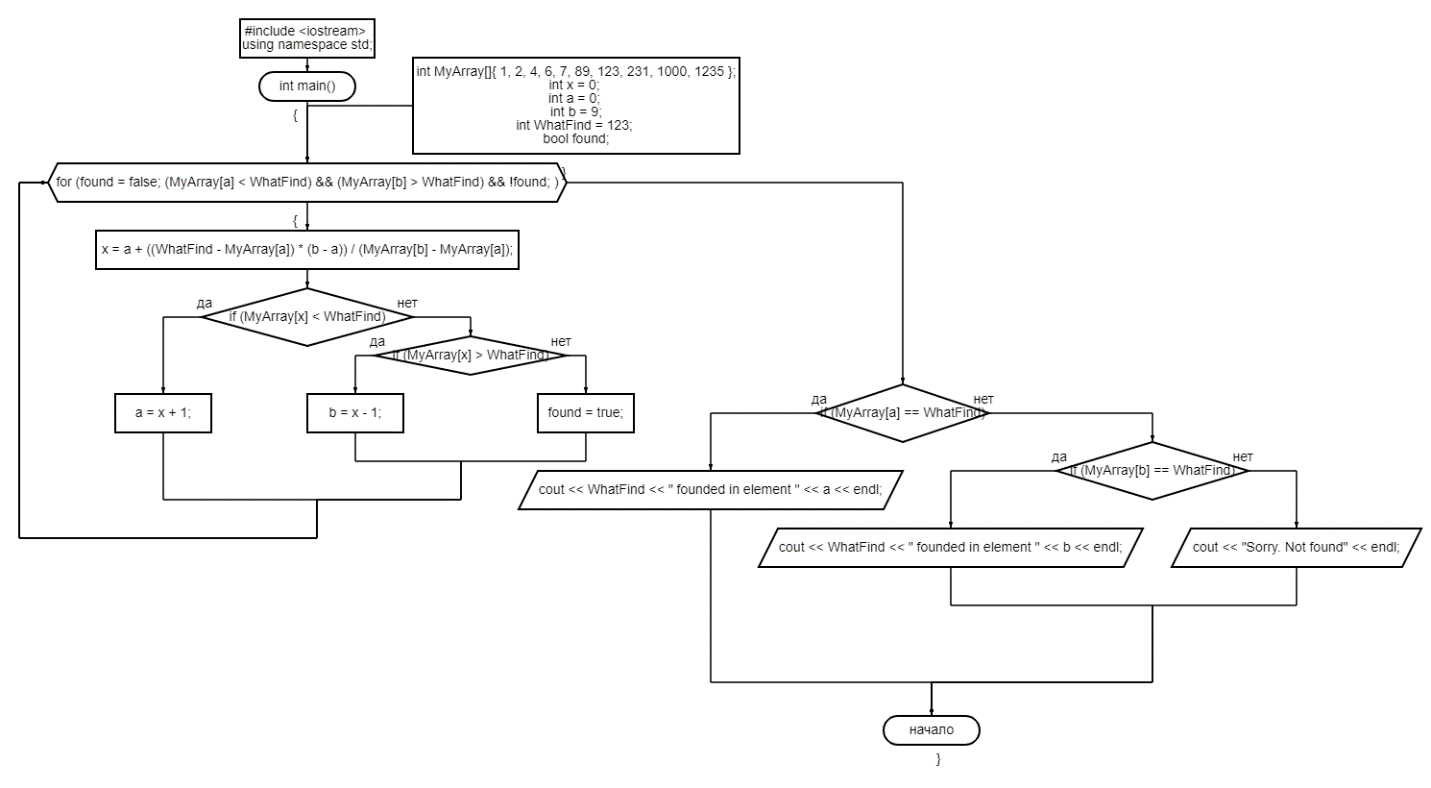 #include <iostream>
using namespace std;
int main()
{
int MyArray[]{ 1, 2, 4, 6, 7, 89, 123, 231, 1000, 1235 };
int x = 0;
int a = 0;
int b = 9;
int WhatFind = 123;
bool found;
for (found = false; (MyArray[a] < WhatFind) && (MyArray[b] > WhatFind) && !found; )
}
{
x = a + ((WhatFind - MyArray[a]) * (b - a)) / (MyArray[b] - MyArray[a]);
да
нет
if (MyArray[x] < WhatFind)
да
нет
if (MyArray[x] > WhatFind)
a = x + 1;
b = x - 1;
found = true;
да
нет
if (MyArray[a] == WhatFind)
да
нет
if (MyArray[b] == WhatFind)
cout << WhatFind << " founded in element " << a << endl;
cout << WhatFind << " founded in element " << b << endl;
cout << "Sorry. Not found" << endl;
начало
}